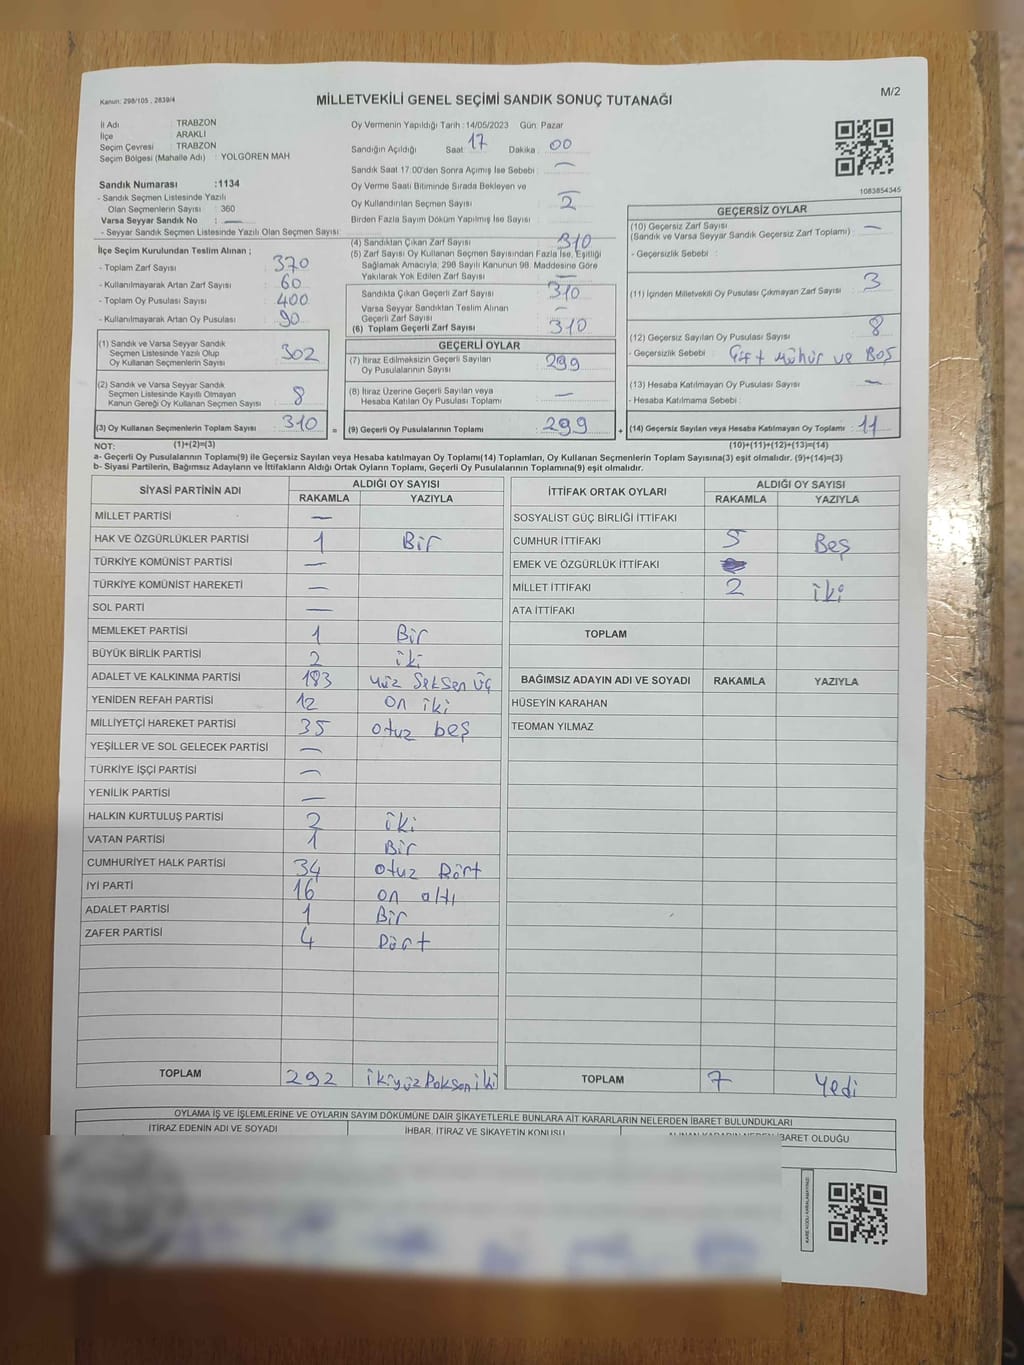 Kanun: 298/105 , 2839/4
MİLLETVEKİLİ GENEL SEÇİMİ SANDIK SONUÇ TUTANAĞI
M/2
İl Adı : TRABZON
İlçe : ARAKLI
Seçim Çevresi : TRABZON
Seçim Bölgesi (Mahalle Adı) : YOLGÖREN MAH
Oy Vermenin Yapıldığı Tarih : 14/05/2023 Gün: Pazar
Sandığın Açıldığı Saat : 17 Dakika : 00
Sandık Saat 17:00'den Sonra Açılmış İse Sebebi : —
Oy Verme Saati Bitiminde Sırada Bekleyen ve —
Oy Kullandırılan Seçmen Sayısı : 2
Birden Fazla Sayım Döküm Yapılmış İse Sayısı :
1083854345
Sandık Numarası :1134
- Sandık Seçmen Listesinde Yazılı
Olan Seçmenlerin Sayısı : 360
Varsa Seyyar Sandık No : —
- Seyyar Sandık Seçmen Listesinde Yazılı Olan Seçmen Sayısı:
İlçe Seçim Kurulundan Teslim Alınan ;
- Toplam Zarf Sayısı : 370
- Kullanılmayarak Artan Zarf Sayısı : 60
- Toplam Oy Pusulası Sayısı : 400
- Kullanılmayarak Artan Oy Pusulası : 90
(1) Sandık ve Varsa Seyyar Sandık
Seçmen Listesinde Yazılı Olup
Oy Kullanan Seçmenlerin Sayısı : 302
(2) Sandık ve Varsa Seyyar Sandık
Seçmen Listesinde Kayıtlı Olmayan
Kanun Gereği Oy Kullanan Seçmen Sayısı : 8
(3) Oy Kullanan Seçmenlerin Toplam Sayısı : 310 =
(4) Sandıktan Çıkan Zarf Sayısı : 310
(5) Zarf Sayısı Oy Kullanan Seçmen Sayısından Fazla İse, Eşitliği
Sağlamak Amacıyla, 298 Sayılı Kanunun 98. Maddesine Göre
Yakılarak Yok Edilen Zarf Sayısı : —
Sandıkta Çıkan Geçerli Zarf Sayısı : 310
Varsa Seyyar Sandıktan Teslim Alınan
Geçerli Zarf Sayısı : —
(6) Toplam Geçerli Zarf Sayısı : 310
GEÇERLİ OYLAR
(7) İtiraz Edilmeksizin Geçerli Sayılan
Oy Pusulalarının Sayısı : 299
(8) İtiraz Üzerine Geçerli Sayılan veya
Hesaba Katılan Oy Pusulası Toplamı : —
(9) Geçerli Oy Pusulalarının Toplamı : 299 +
GEÇERSİZ OYLAR
(10) Geçersiz Zarf Sayısı : —
(Sandık ve Varsa Seyyar Sandık Geçersiz Zarf Toplamı)
- Geçersizlik Sebebi :
(11) İçinden Milletvekili Oy Pusulası Çıkmayan Zarf Sayısı : 3
(12) Geçersiz Sayılan Oy Pusulası Sayısı : 8
- Geçersizlik Sebebi : Çift Mühür ve Boş
(13) Hesaba Katılmayan Oy Pusulası Sayısı : —
- Hesaba Katılmama Sebebi :
(14) Geçersiz Sayılan veya Hesaba Katılmayan Oy Toplamı : 11
NOT: (1)+(2)=(3) (10)+(11)+(12)+(13)=(14)
a- Geçerli Oy Pusulalarının Toplamı(9) ile Geçersiz Sayılan veya Hesaba Katılmayan Oy Toplamı(14) Toplamları, Oy Kullanan Seçmenlerin Toplam Sayısına(3) eşit olmalıdır. (9)+(14)=(3)
b- Siyasi Partilerin, Bağımsız Adayların ve İttifakların Aldığı Ortak Oyların Toplamı, Geçerli Oy Pusulalarının Toplamına(9) eşit olmalıdır.
SİYASİ PARTİNİN ADI ALDIĞI OY SAYISI
RAKAMLA YAZIYLA
MİLLET PARTİSİ —
HAK VE ÖZGÜRLÜKLER PARTİSİ 1 Bir
TÜRKİYE KOMÜNİST PARTİSİ —
TÜRKİYE KOMÜNİST HAREKETİ —
SOL PARTİ —
MEMLEKET PARTİSİ 1 Bir
BÜYÜK BİRLİK PARTİSİ 2 iki
ADALET VE KALKINMA PARTİSİ 183 yüz Seksen Üç
YENİDEN REFAH PARTİSİ 12 on iki
MİLLİYETÇİ HAREKET PARTİSİ 35 otuz beş
YEŞİLLER VE SOL GELECEK PARTİSİ —
TÜRKİYE İŞÇİ PARTİSİ —
YENİLİK PARTİSİ —
HALKIN KURTULUŞ PARTİSİ 2 iki
VATAN PARTİSİ 1 Bir
CUMHURİYET HALK PARTİSİ 34 otuz Dört
İYİ PARTİ 16 on altı
ADALET PARTİSİ 1 Bir
ZAFER PARTİSİ 4 Dört
TOPLAM 292 ikiyüz Doksan iki
İTTİFAK ORTAK OYLARI ALDIĞI OY SAYISI
RAKAMLA YAZIYLA
SOSYALİST GÜÇ BİRLİĞİ İTTİFAKI
CUMHUR İTTİFAKI 5 Beş
EMEK VE ÖZGÜRLÜK İTTİFAKI
MİLLET İTTİFAKI 2 iki
ATA İTTİFAKI
TOPLAM
BAĞIMSIZ ADAYIN ADI VE SOYADI RAKAMLA YAZIYLA
HÜSEYİN KARAHAN
TEOMAN YILMAZ
TOPLAM 7 Yedi
OYLAMA İŞ VE İŞLEMLERİNE VE OYLARIN SAYIM DÖKÜMÜNE DAİR ŞİKAYETLERLE BUNLARA AİT KARARLARIN NELERDEN İBARET BULUNDUKLARI
İTİRAZ EDENİN ADI VE SOYADI İHBAR, İTİRAZ VE ŞİKAYETİN KONUSU ALINAN KARARIN NEDEN İBARET OLDUĞU
KARE KODU KARALAMAYINIZ!